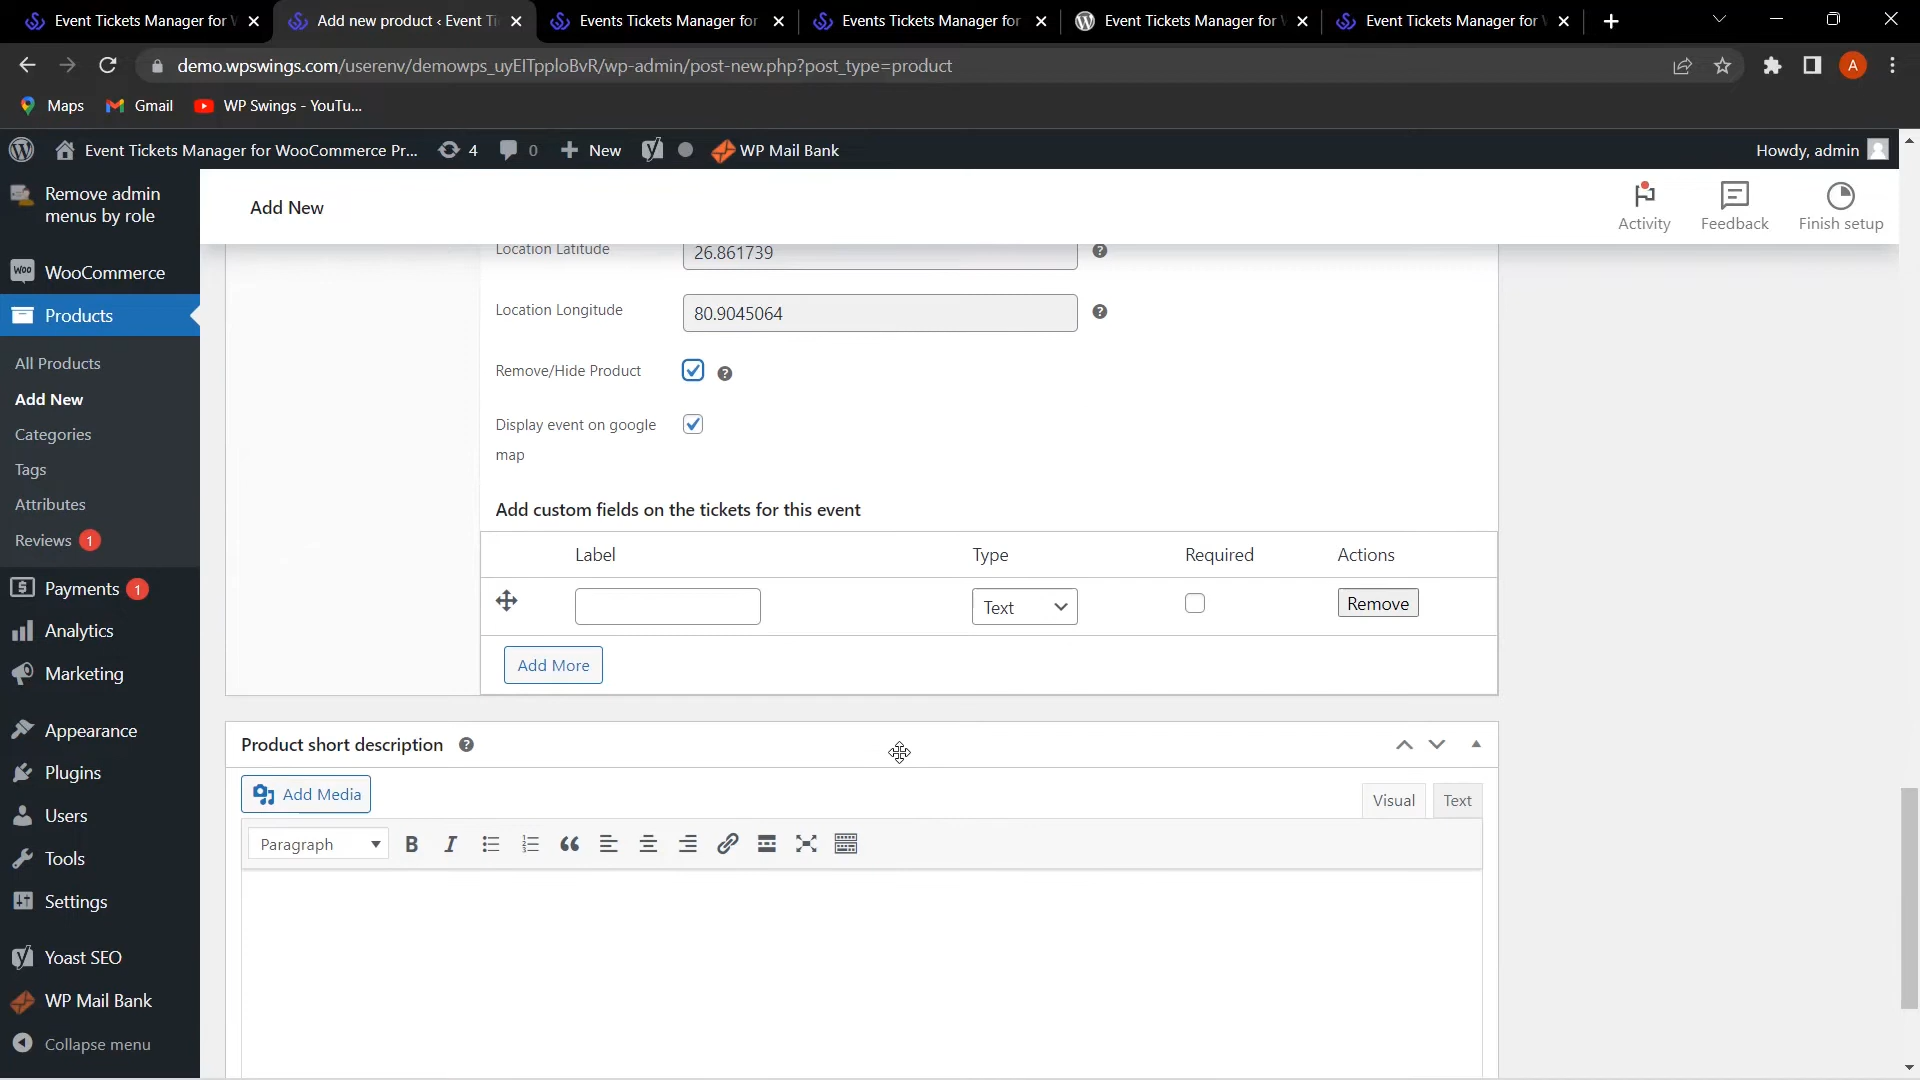 Event Tickets Manager for W
Add new product ‹ Event Ti
Events Tickets Manager for
Events Tickets Manager for
Event Tickets Manager for W
Event Tickets Manager for W
demo.wpswings.com/userenv/demowps_uyEITpploBvR/wp-admin/post-new.php?post_type=product
A
Maps
Gmail
WP Swings - YouTu...
Event Tickets Manager for WooCommerce Pr...
4
0
New
WP Mail Bank
Howdy, admin
Remove admin
menus by role
WooCommerce
Products
All Products
Add New
Categories
Tags
Attributes
Reviews 1
Payments 1
Analytics
Marketing
Appearance
Plugins
Users
Tools
Settings
Yoast SEO
WP Mail Bank
Collapse menu
Add New
Activity
Feedback
Finish setup
Location Latitude
26.861739
Location Longitude
80.9045064
Remove/Hide Product
Display event on google
map
Add custom fields on the tickets for this event
Label
Type
Required
Actions
Text
Remove
Add More
Product short description
Add Media
Visual
Text
Paragraph